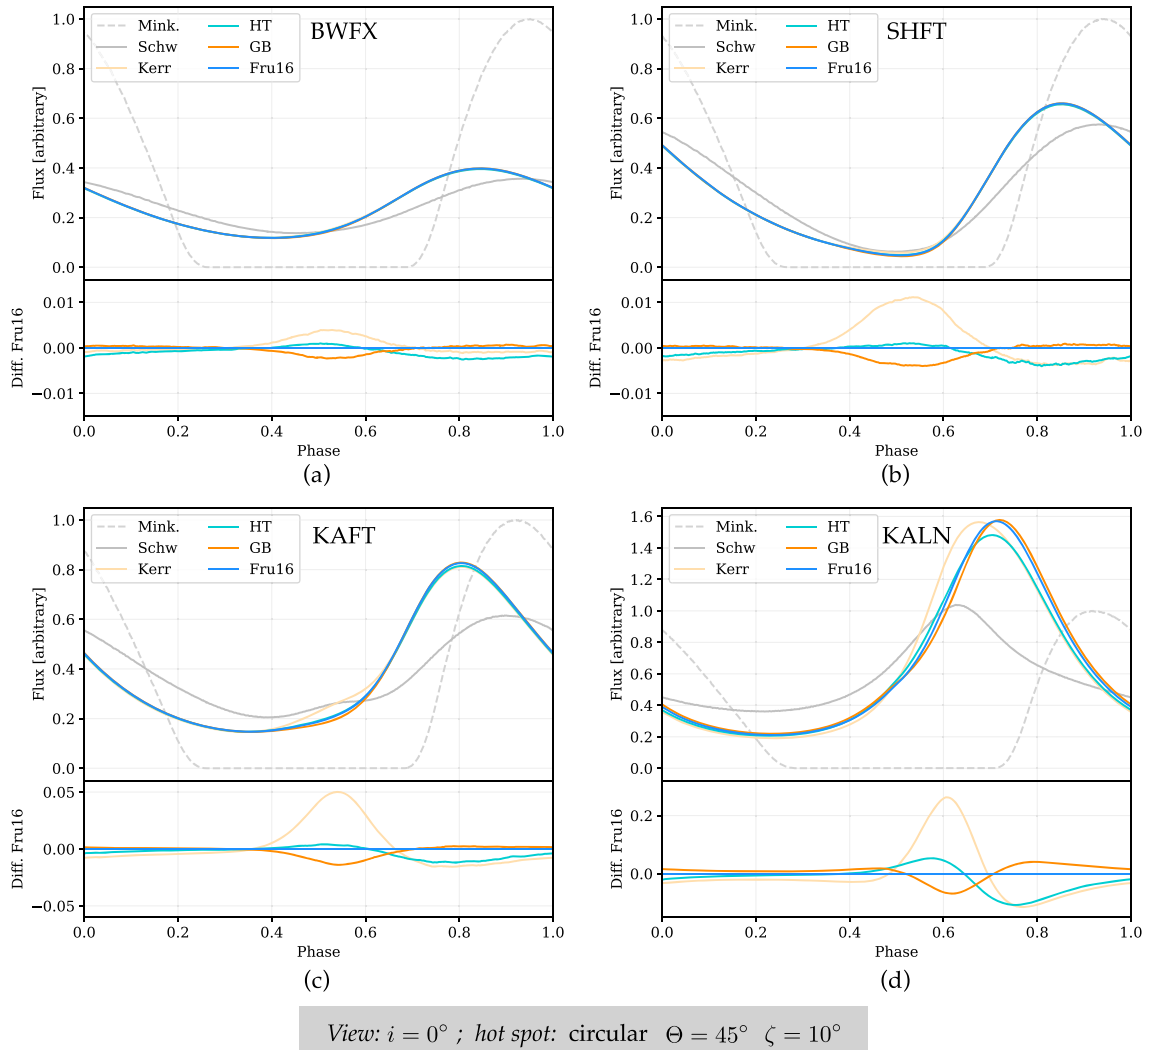 BWFX
Mink.
Schw
Kerr
HT
GB
Fru16
Flux [arbitrary]
1.0
0.8
0.6
0.4
0.2
0.0
Diff. Fru16
0.01
0.00
−0.01
0.0 0.2 0.4 0.6 0.8 1.0
Phase
(a)
SHFT
Mink.
Schw
Kerr
HT
GB
Fru16
Flux [arbitrary]
1.0
0.8
0.6
0.4
0.2
0.0
Diff. Fru16
0.01
0.00
−0.01
0.0 0.2 0.4 0.6 0.8 1.0
Phase
(b)
KAFT
Mink.
Schw
Kerr
HT
GB
Fru16
Flux [arbitrary]
1.0
0.8
0.6
0.4
0.2
0.0
Diff. Fru16
0.05
0.00
−0.05
0.0 0.2 0.4 0.6 0.8 1.0
Phase
(c)
KALN
Mink.
Schw
Kerr
HT
GB
Fru16
Flux [arbitrary]
1.6
1.4
1.2
1.0
0.8
0.6
0.4
0.2
0.0
Diff. Fru16
0.2
0.0
0.0 0.2 0.4 0.6 0.8 1.0
Phase
(d)
View: i = 0° ; hot spot: circular Θ = 45° ζ = 10°